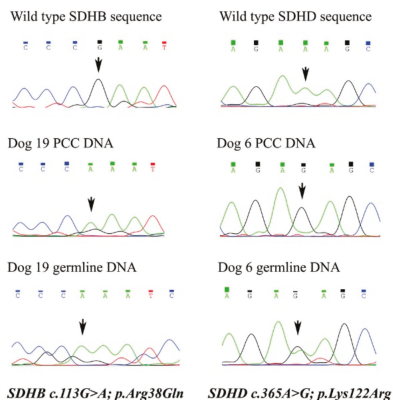 Wild type SDHB sequence
C C C G A A T
Wild type SDHD sequence
A G A A A G C
Dog 19 PCC DNA
C C C A A A T
Dog 6 PCC DNA
A G A G A G C
Dog 19 germline DNA
C C C A A A T C
Dog 6 germline DNA
A G A G A G C
SDHB c.113G>A; p.Arg38Gln
SDHD c.365A>G; p.Lys122Arg